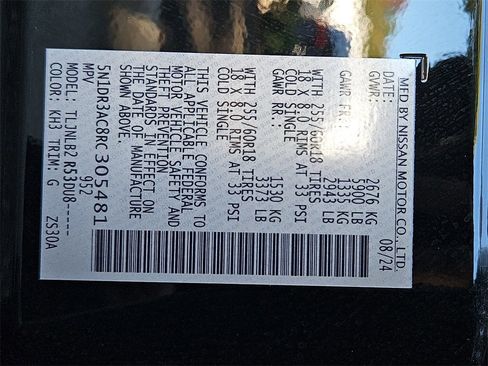 MFD BY NISSAN MOTOR CO., LTD.
DATE: 08/24
GVWR: 2676 KG
5900 LB
GAWR FR.: 1335 KG
2943 LB
WITH 255/60R18 TIRES
18 X 8.0 RIMS AT 33 PSI
COLD SINGLE
GAWR RR.: 1530 KG
3373 LB
WITH 255/60R18 TIRES
18 X 8.0 RIMS AT 33 PSI
COLD SINGLE
THIS VEHICLE CONFORMS TO
ALL APPLICABLE FEDERAL
MOTOR VEHICLE SAFETY AND
THEFT PREVENTION
STANDARDS IN EFFECT ON
THE DATE OF MANUFACTURE
SHOWN ABOVE.
5N1DR3AC8RC305481
MPV 952
MODEL: TLJNLB2 R53DU8-----
COLOR: KH3 TRIM: G ZS30A